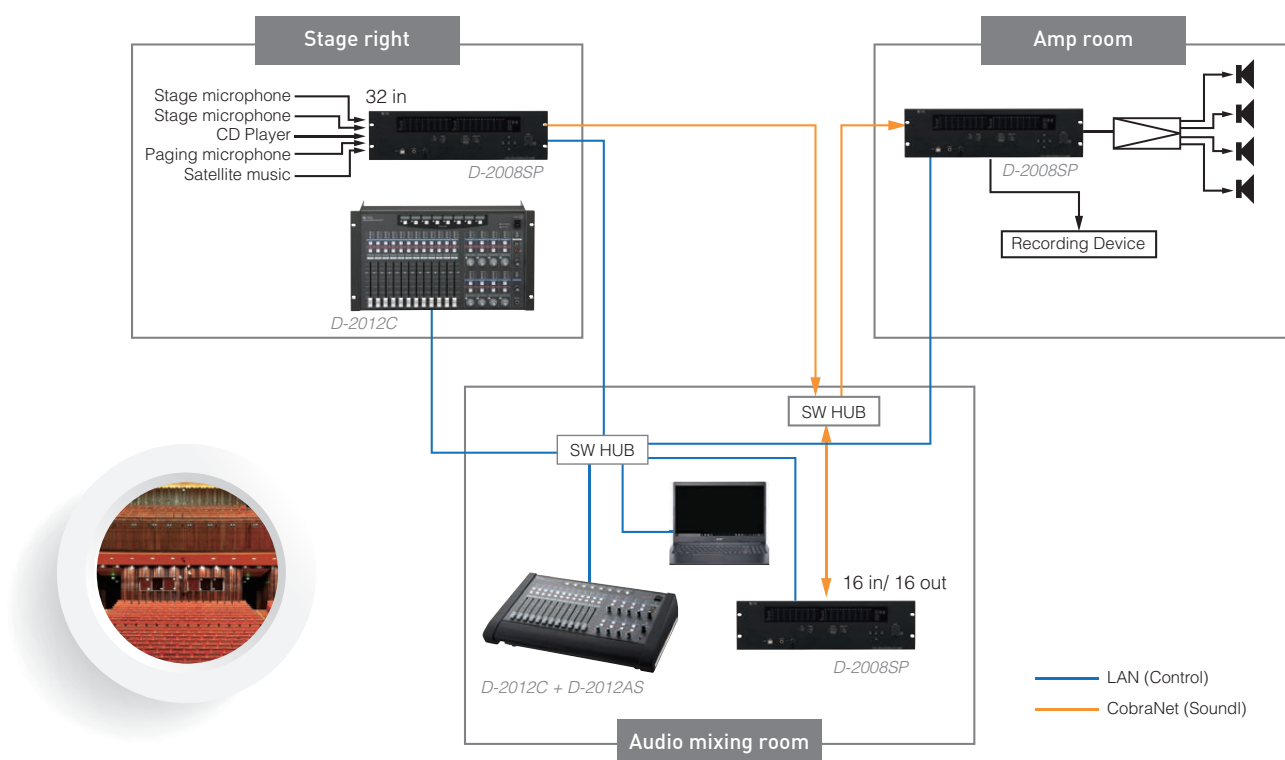 Stage right
Stage microphone
Stage microphone
CD Player
Paging microphone
Satellite music
32 in
D-2008SP
D-2012C
Amp room
D-2008SP
Recording Device
SW HUB
SW HUB
16 in/ 16 out
D-2008SP
D-2012C + D-2012AS
Audio mixing room
LAN (Control)
CobraNet (Soundl)